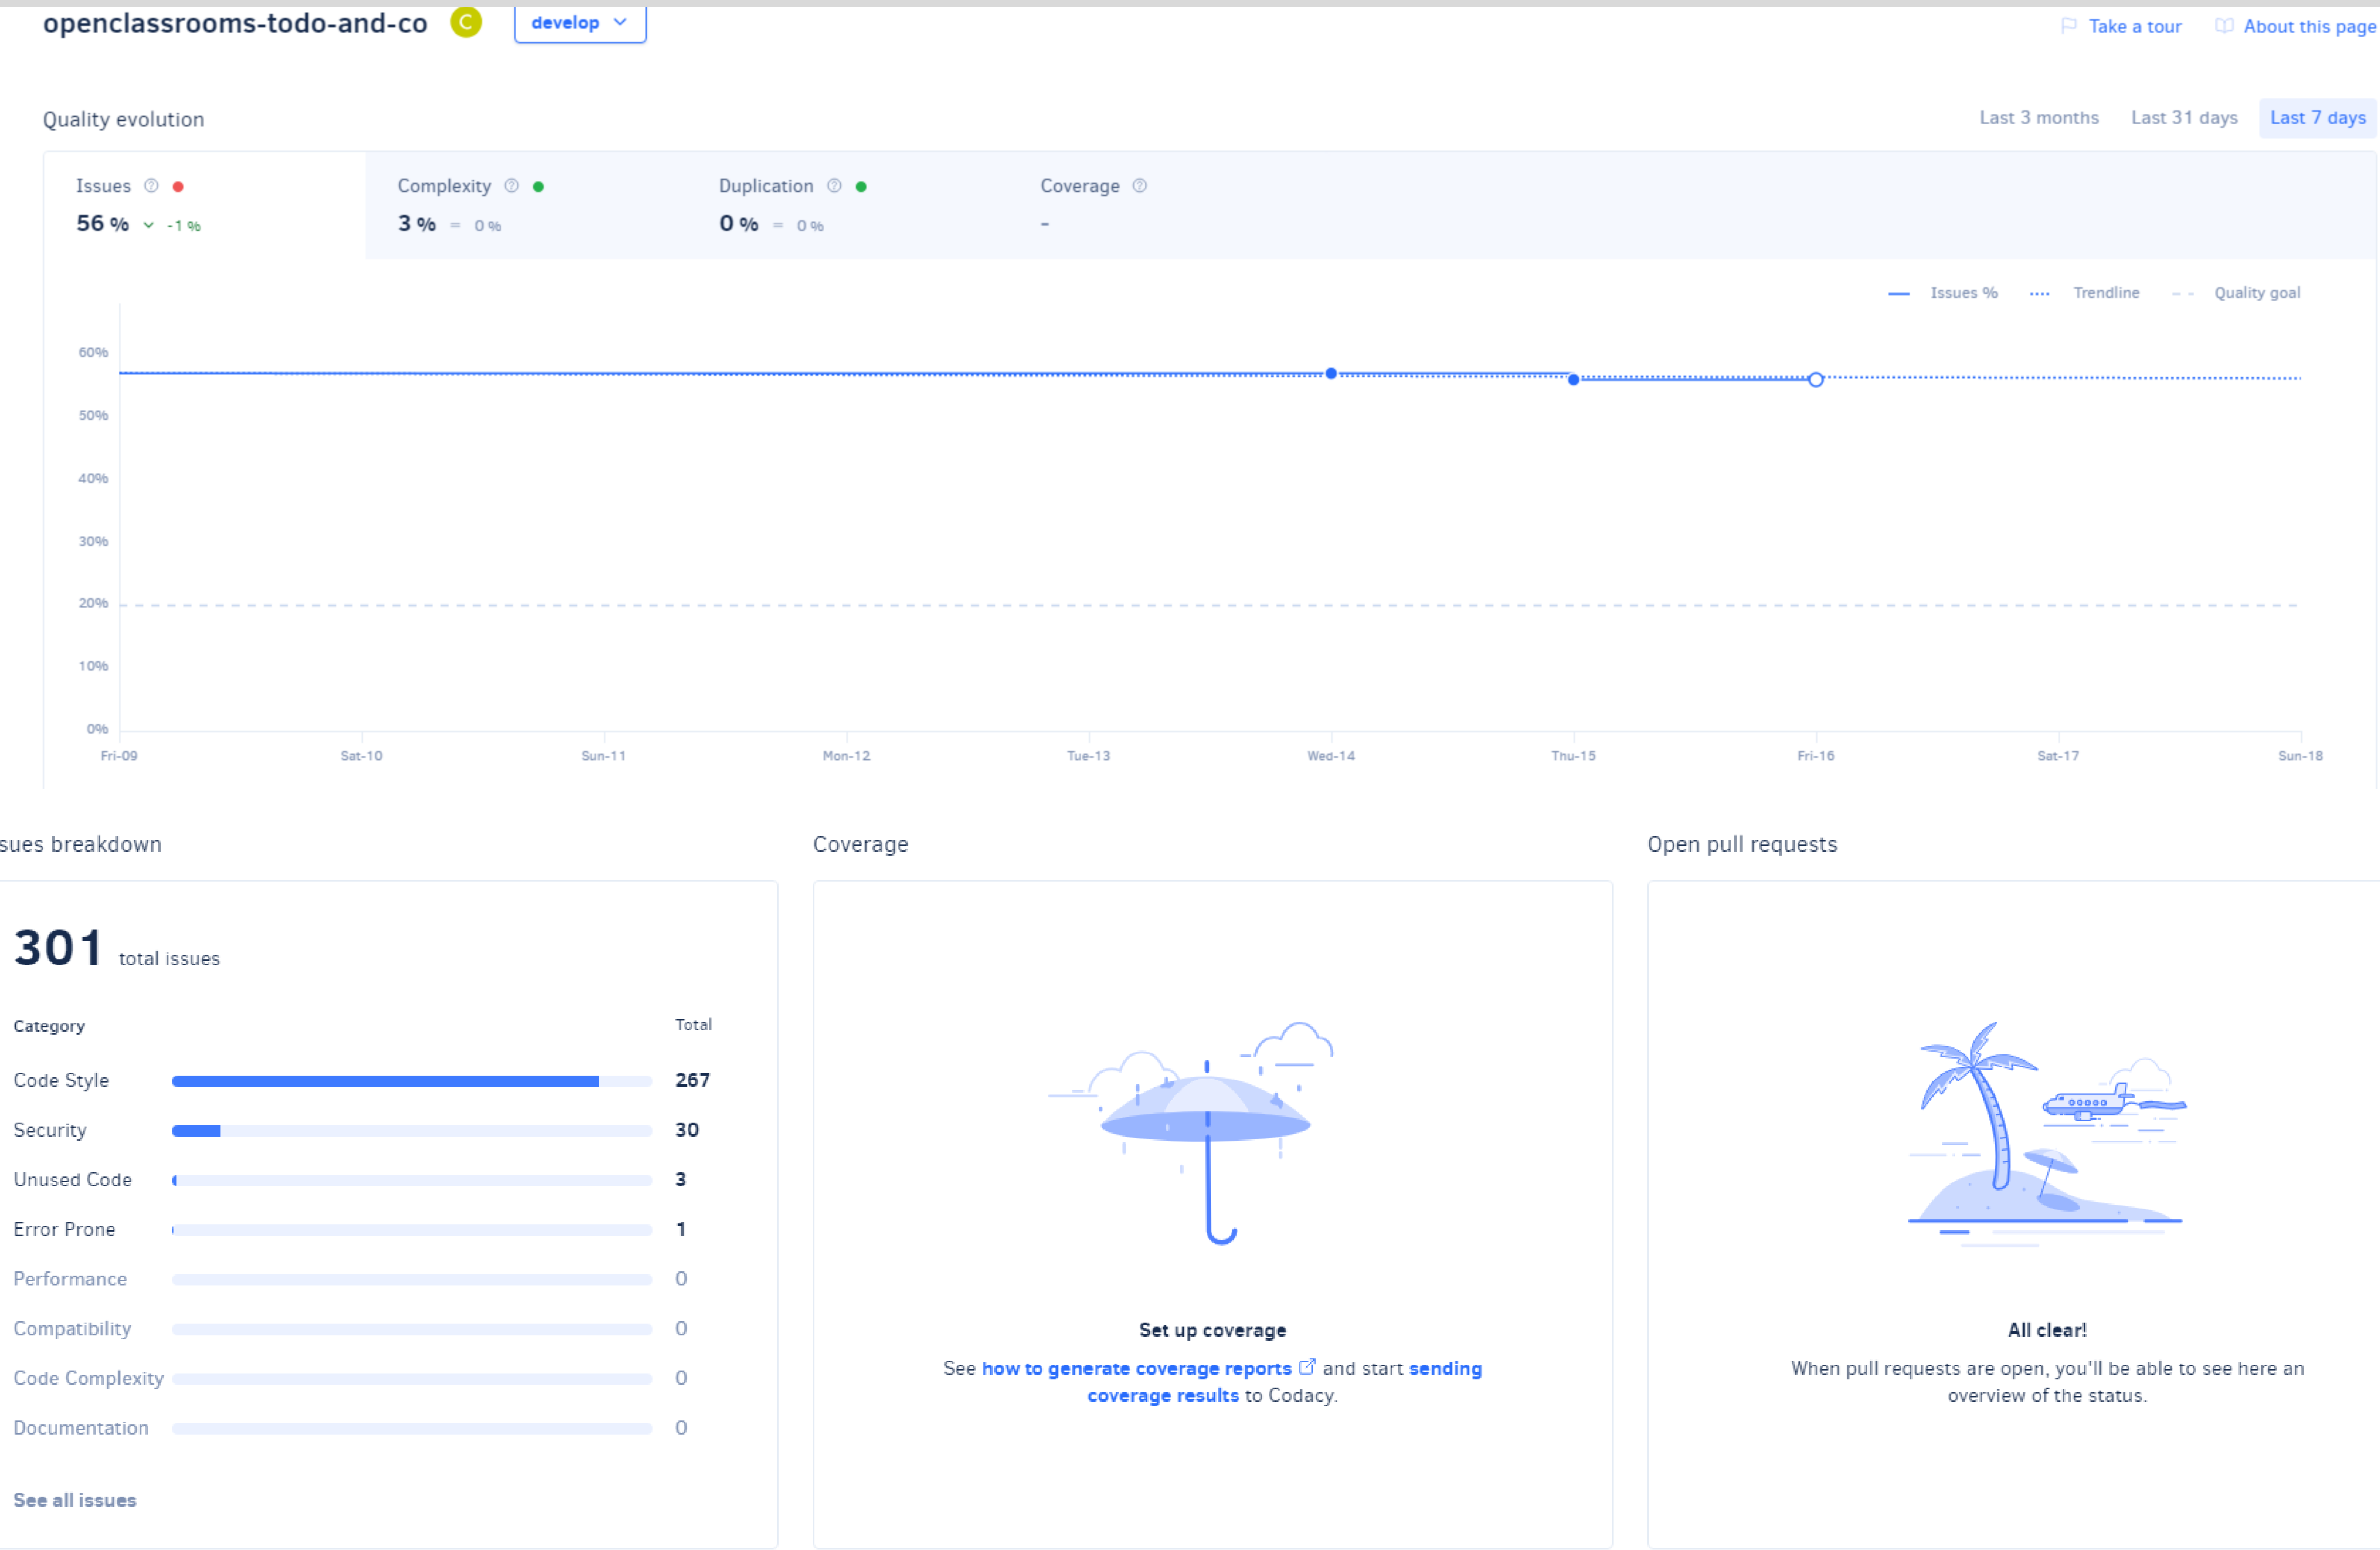 openclassrooms-todo-and-co C develop
Take a tour About this page
Quality evolution
Last 3 months Last 31 days Last 7 days
Issues Complexity Duplication Coverage
56 % -1 % 3 % = 0 % 0 % = 0 % -
Issues % Trendline Quality goal
60%
50%
40%
30%
20%
10%
0%
Fri-09 Sat-10 Sun-11 Mon-12 Tue-13 Wed-14 Thu-15 Fri-16 Sat-17 Sun-18
sues breakdown
301 total issues
Category Total
Code Style 267
Security 30
Unused Code 3
Error Prone 1
Performance 0
Compatibility 0
Code Complexity 0
Documentation 0
See all issues
Coverage
Set up coverage
See how to generate coverage reports and start sending
coverage results to Codacy.
Open pull requests
All clear!
When pull requests are open, you'll be able to see here an
overview of the status.